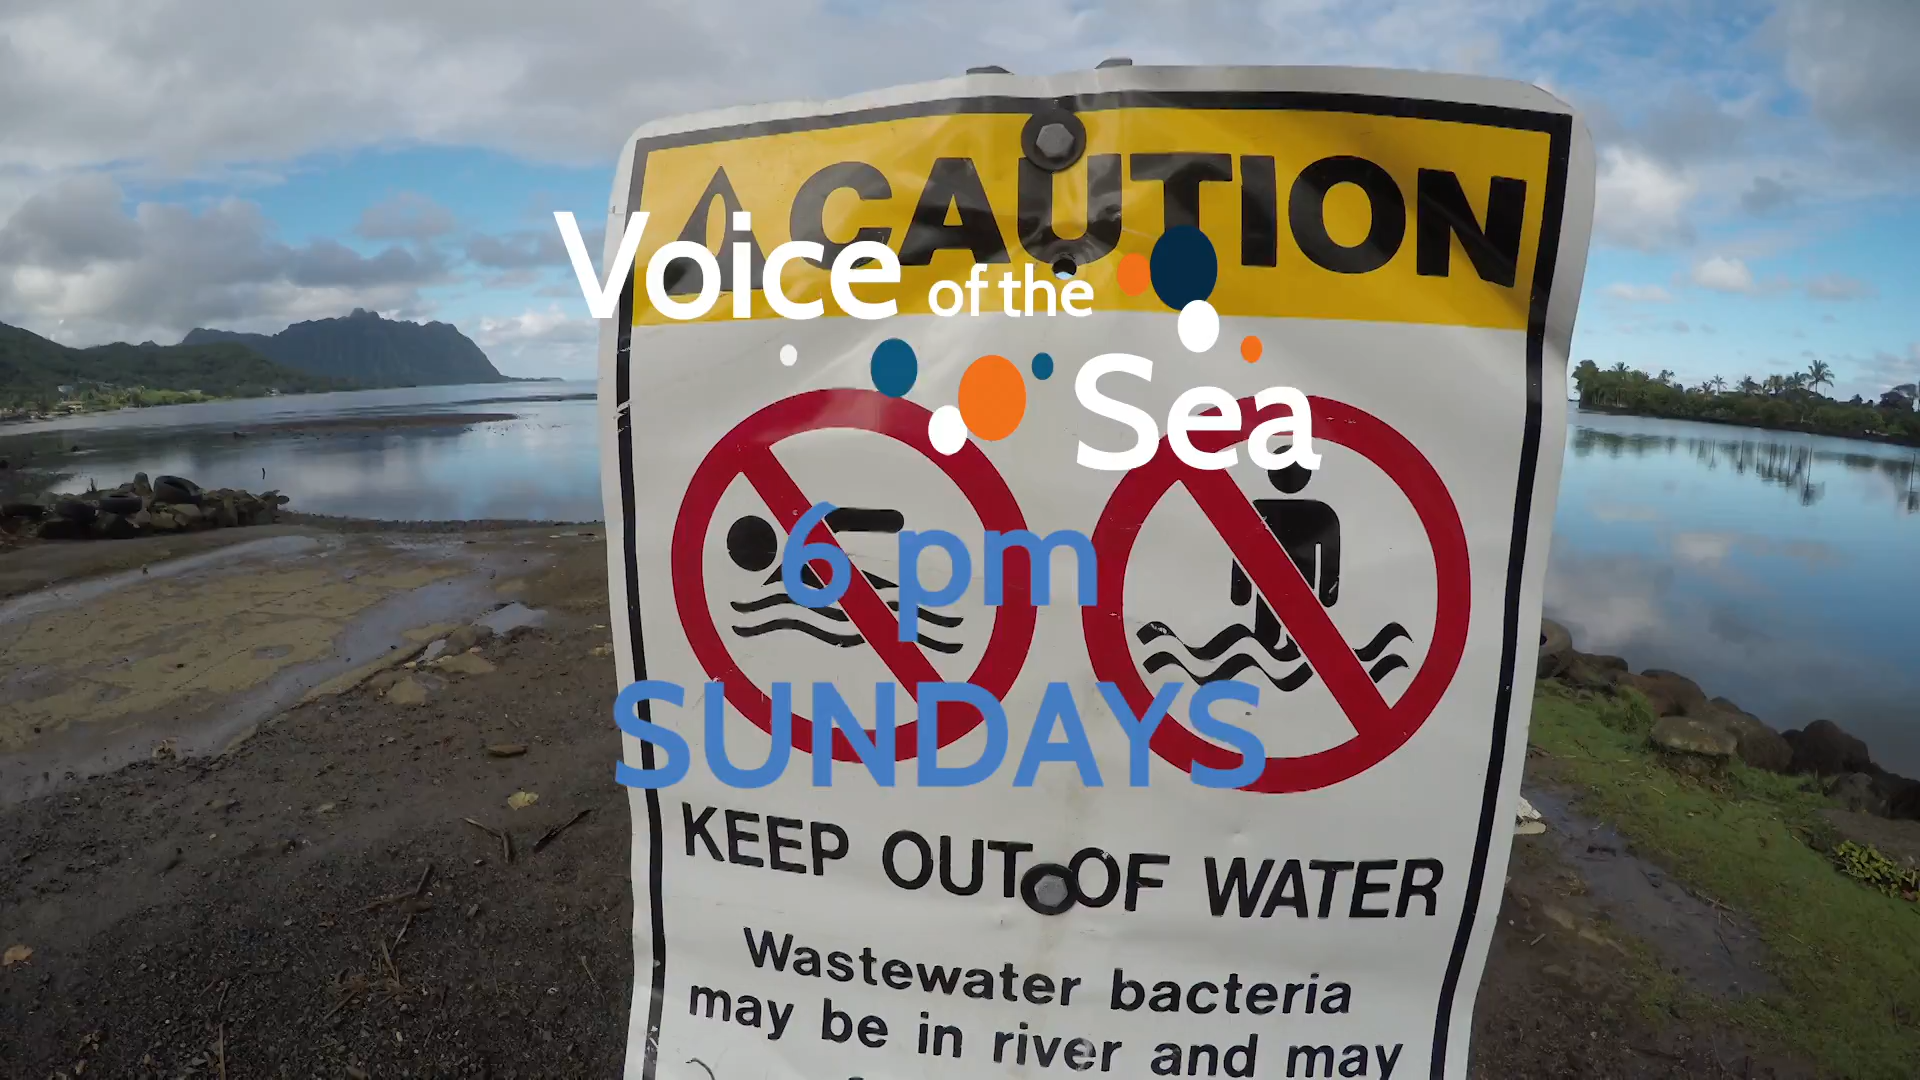 CAUTION
Voice of the
Sea
6 pm
SUNDAYS
KEEP OUT OF WATER
Wastewater bacteria
may be in river and may